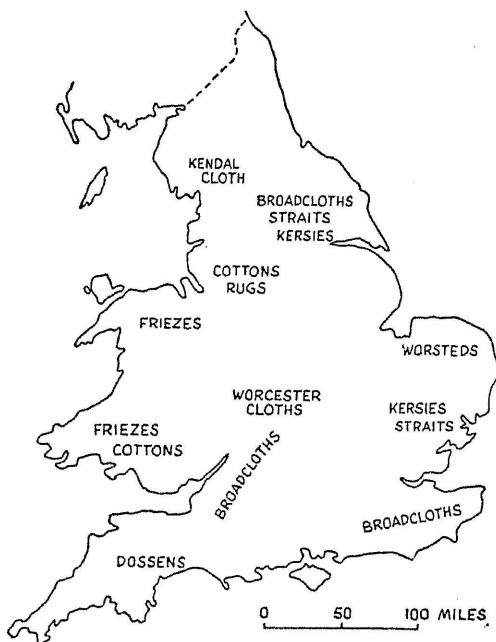 KENDAL
CLOTH
BROADCLOTHS
STRAITS
KERSIES
COTTONS
RUGS
FRIEZES
WORSTEDS
WORCESTER
CLOTHS
KERSIES
STRAITS
FRIEZES
COTTONS
BROADCLOTHS
BROADCLOTHS
DOSSENS
0 50 100 MILES